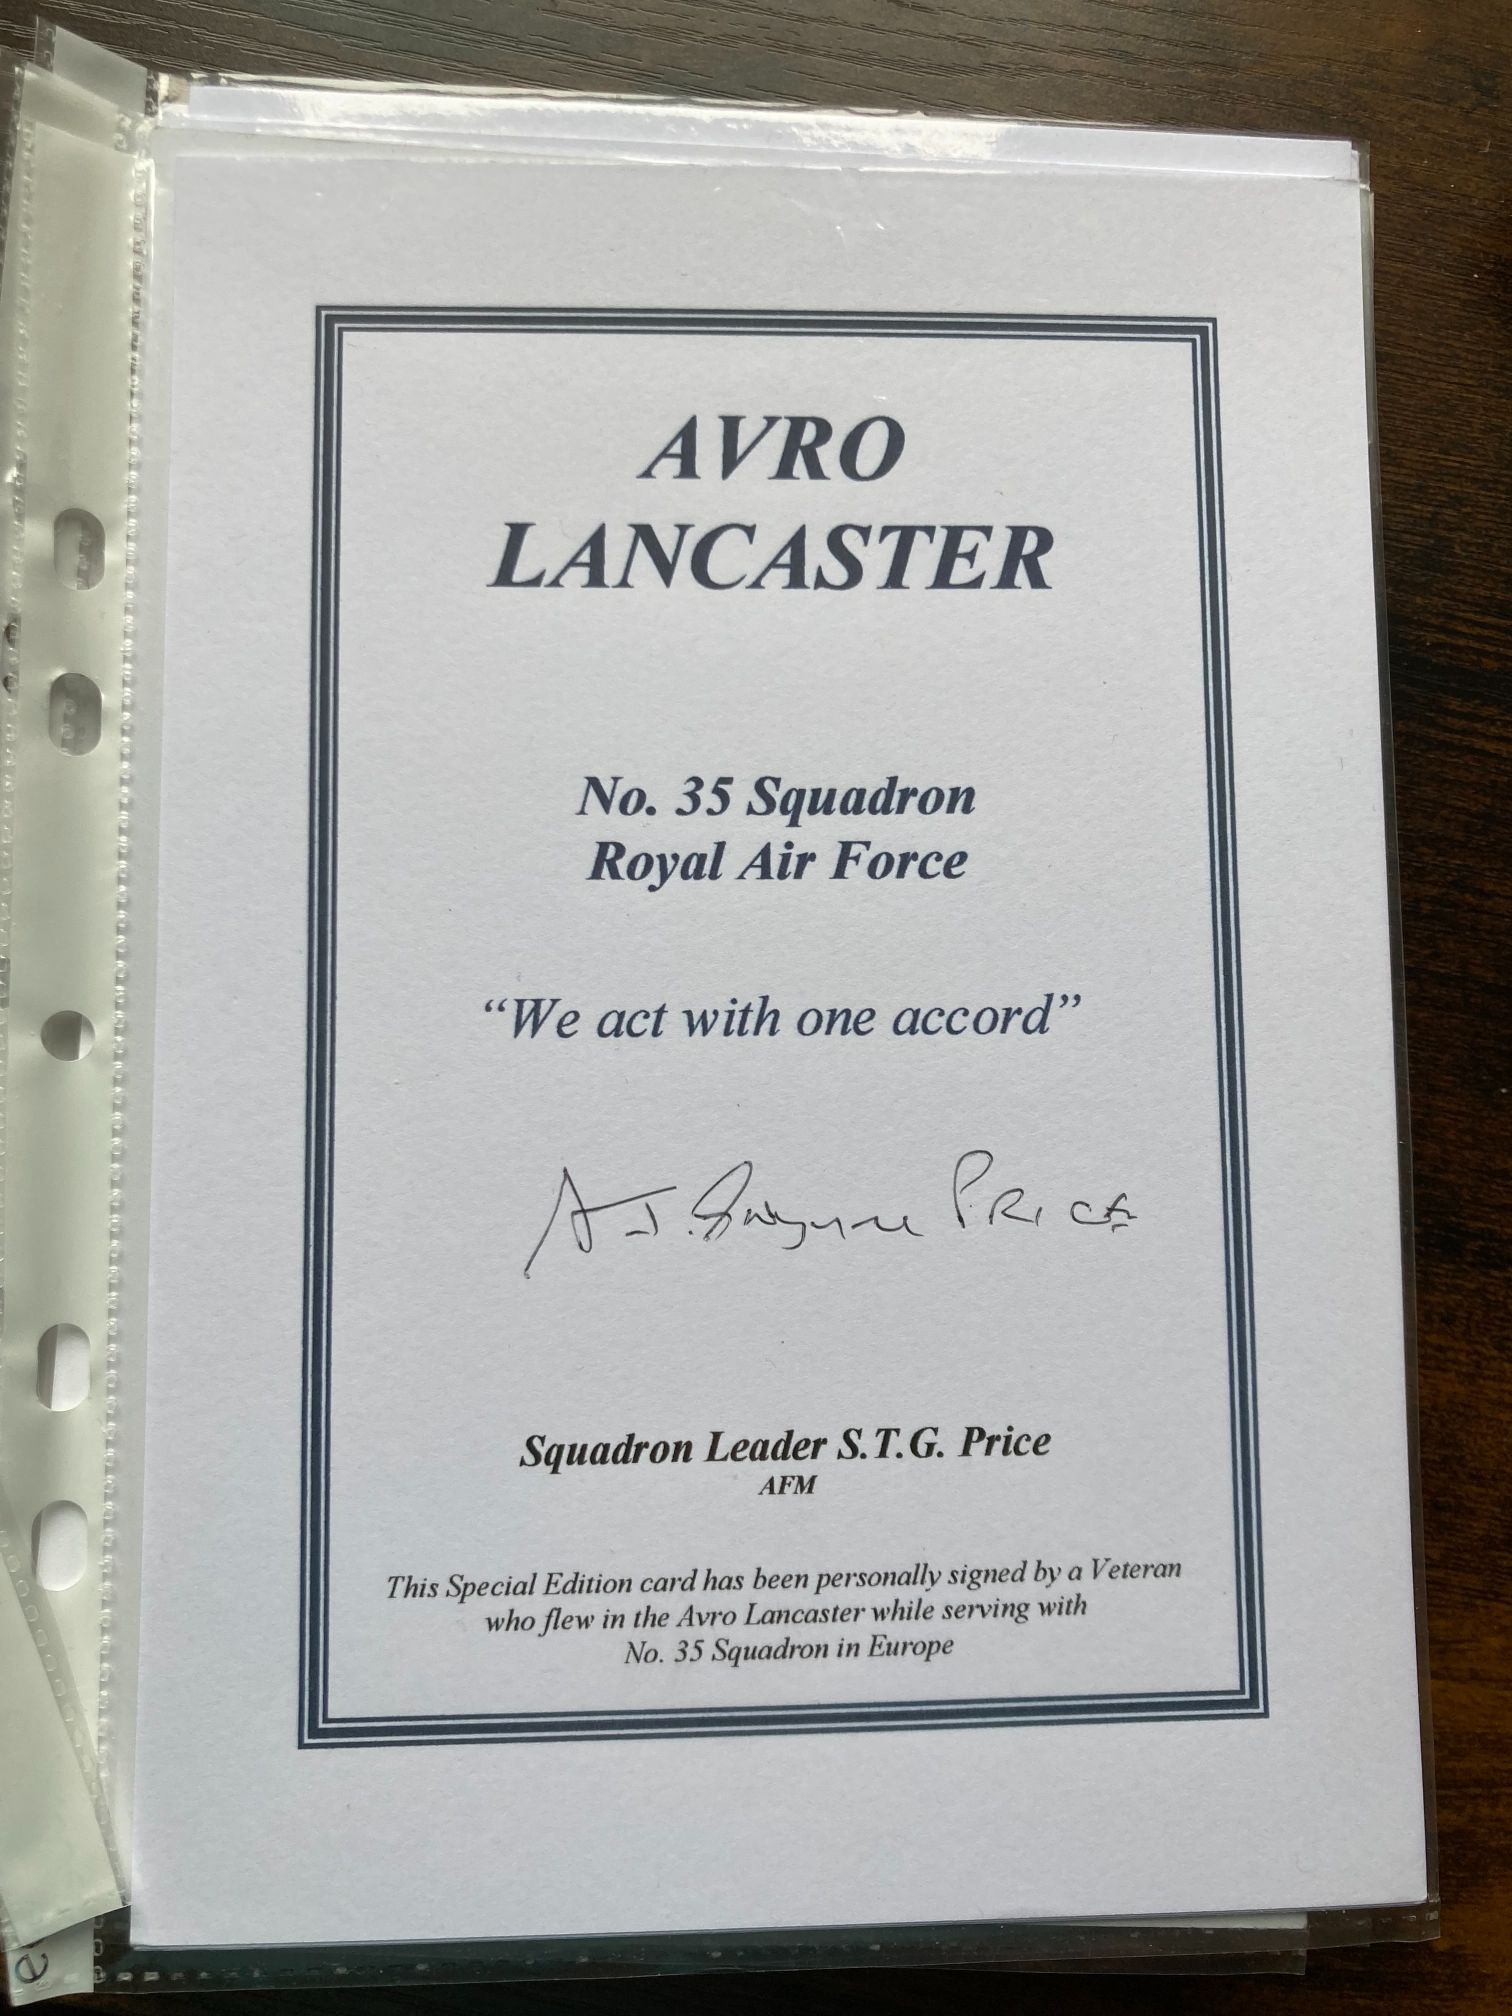 AVRO
LANCASTER
No. 35 Squadron
Royal Air Force
“We act with one accord”
Price
Squadron Leader S.T.G. Price
AFM
This Special Edition card has been personally signed by a Veteran
who flew in the Avro Lancaster while serving with
No. 35 Squadron in Europe